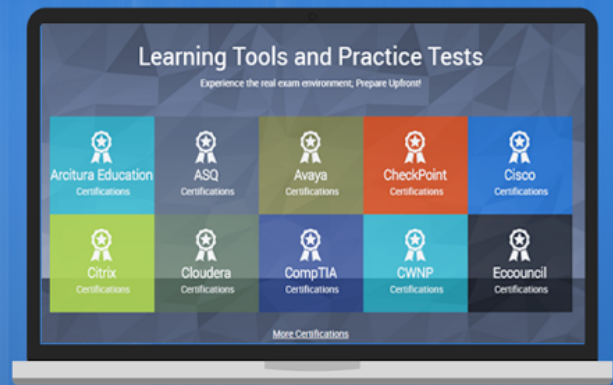 Learning Tools and Practice Tests
Experience the real exam environment; Prepare Upfront!
Arcitura Education
Certifications
ASQ
Certifications
Avaya
Certifications
CheckPoint
Certifications
Cisco
Certifications
Citrix
Certifications
Cloudera
Certifications
CompTIA
Certifications
CWNP
Certifications
Eccouncil
Certifications
More Certifications